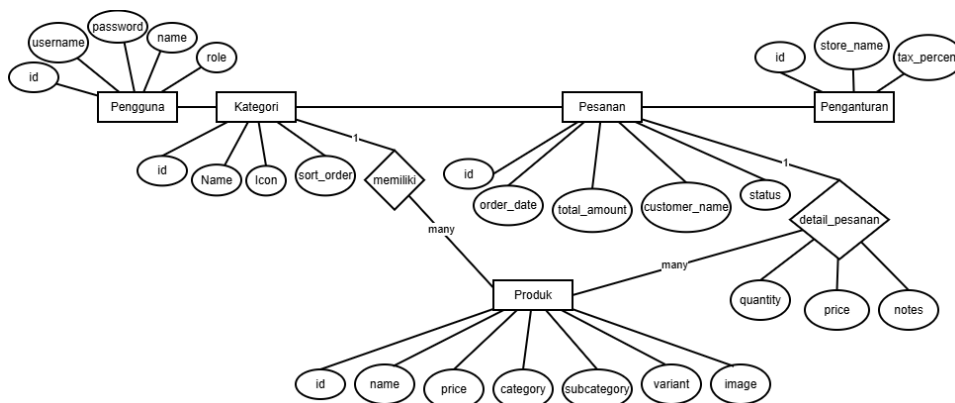 password
username
name
role
id
store_name
id
tax_percen
Pengguna
Kategori
Pesanan
Penganturan
1
id
Name
Icon
sort_order
memiliki
1
id
order_date
total_amount
customer_name
status
detail_pesanan
many
many
Produk
quantity
price
notes
id
name
price
category
subcategory
variant
image